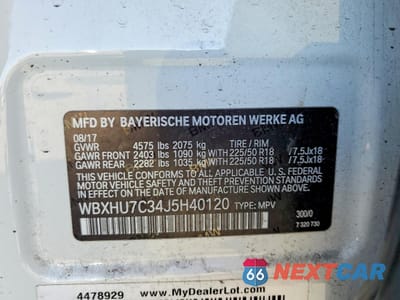 MFD BY BAYERISCHE MOTOREN WERKE AG
08/17
GVWR 4575 lbs 2075 kg TIRE / RIM
GAWR FRONT 2403 lbs 1090 kg WITH 225/50 R18 /7.5Jx18
GAWR REAR 2282 lbs 1035 kg WITH 225/50 R18 /7.5Jx18
THIS VEHICLE CONFORMS TO ALL APPLICABLE U. S. FEDERAL
MOTOR VEHICLE SAFETY STANDARDS IN EFFECT ON THE
DATE OF MANUFACTURE SHOWN ABOVE.
WBXHU7C34J5H40120 TYPE: MPV
300/0
7 320 730
4478929 www.MyDealerLot.com
66 NEXTCAR